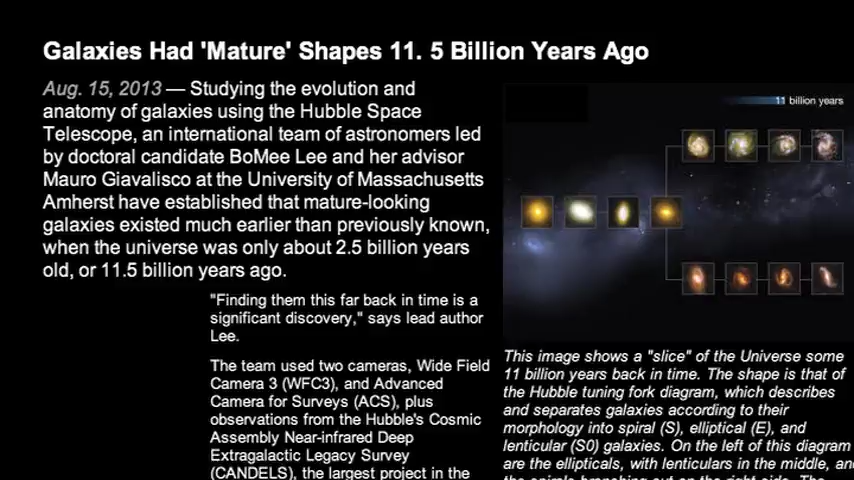 Galaxies Had 'Mature' Shapes 11. 5 Billion Years Ago
Aug. 15, 2013 — Studying the evolution and
anatomy of galaxies using the Hubble Space
Telescope, an international team of astronomers led
by doctoral candidate BoMee Lee and her advisor
Mauro Giavalisco at the University of Massachusetts
Amherst have established that mature-looking
galaxies existed much earlier than previously known,
when the universe was only about 2.5 billion years
old, or 11.5 billion years ago.
"Finding them this far back in time is a
significant discovery," says lead author
Lee.
The team used two cameras, Wide Field
Camera 3 (WFC3), and Advanced
Camera for Surveys (ACS), plus
observations from the Hubble's Cosmic
Assembly Near-infrared Deep
Extragalactic Legacy Survey
(CANDELS), the largest project in the
11 billion years
This image shows a "slice" of the Universe some
11 billion years back in time. The shape is that of
the Hubble tuning fork diagram, which describes
and separates galaxies according to their
morphology into spiral (S), elliptical (E), and
lenticular (S0) galaxies. On the left of this diagram
are the ellipticals, with lenticulars in the middle, and
the spirals branching out on the right side. The